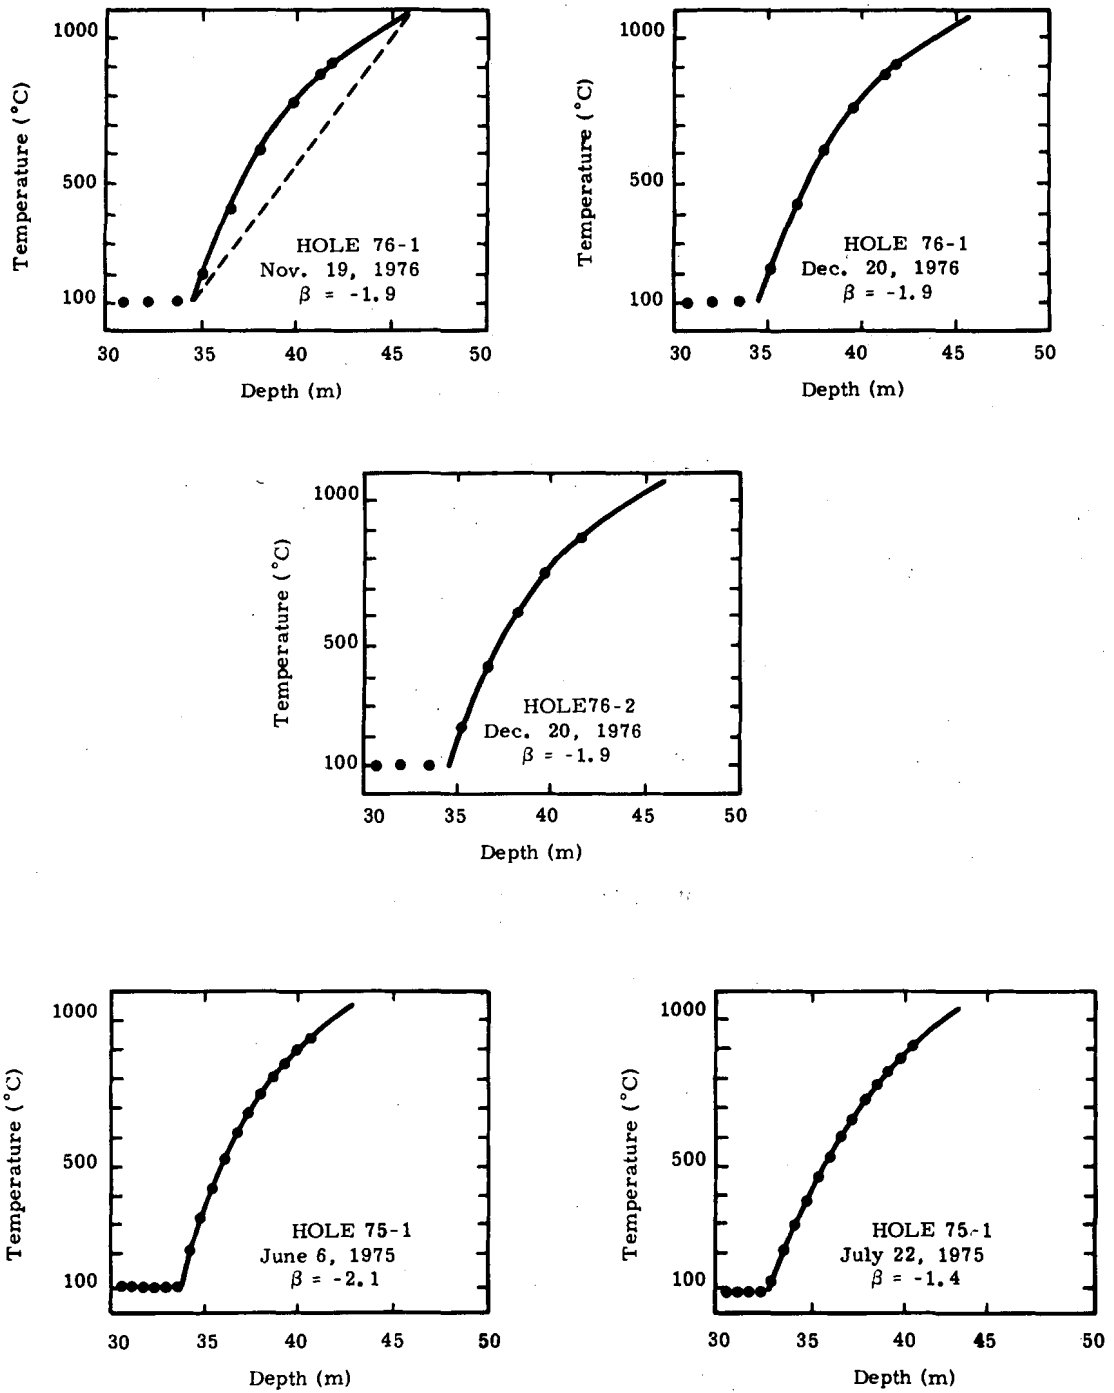 1000
500
100
Temperature (°C)
HOLE 76-1
Nov. 19, 1976
β = -1.9
30 35 40 45 50
Depth (m)
1000
500
100
Temperature (°C)
HOLE 76-1
Dec. 20, 1976
β = -1.9
30 35 40 45 50
Depth (m)
1000
500
100
Temperature (°C)
HOLE76-2
Dec. 20, 1976
β = -1.9
30 35 40 45 50
Depth (m)
1000
500
100
Temperature (°C)
HOLE 75-1
June 6, 1975
β = -2.1
30 35 40 45 50
Depth (m)
1000
500
100
Temperature (°C)
HOLE 75-1
July 22, 1975
β = -1.4
30 35 40 45 50
Depth (m)